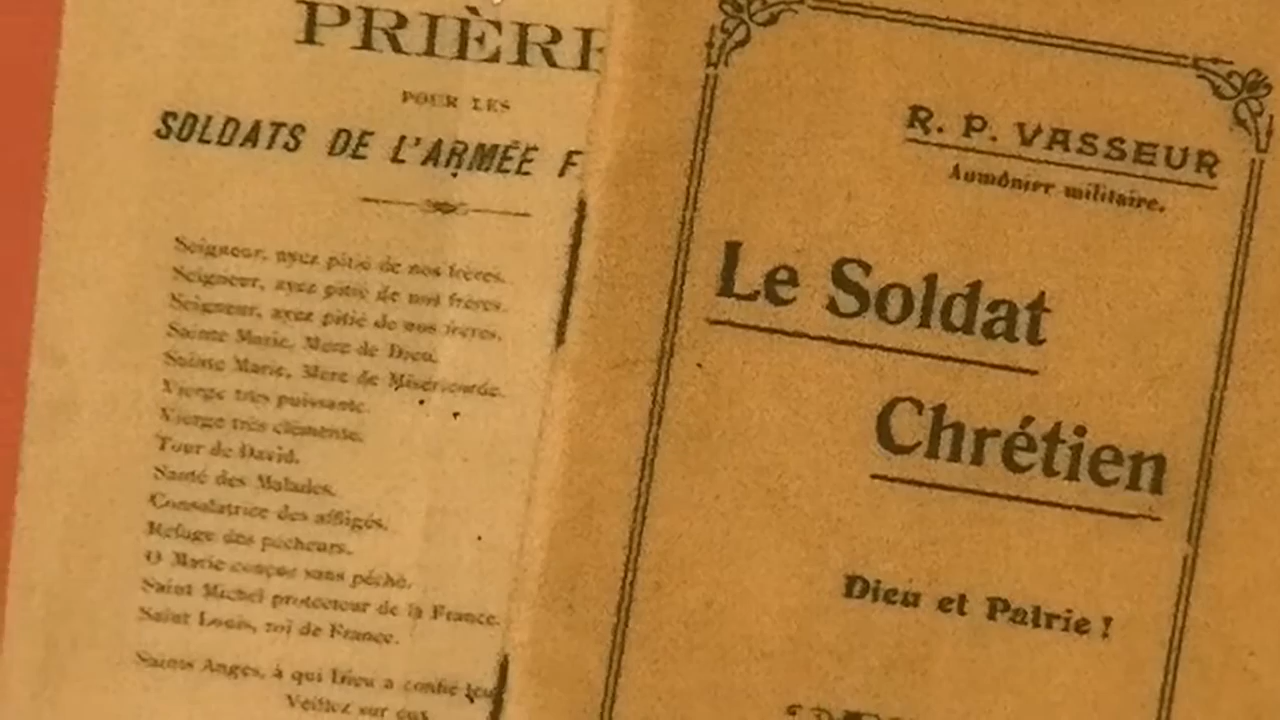 PRIÈRE
POUR LES
SOLDATS DE L'ARMÉE F
Seigneur, ayez pitié de nos frères.
Seigneur, ayez pitié de nos frères.
Seigneur, ayez pitié de nos frères.
Sainte Marie, Mère de Dieu.
Sainte Marie, Mère de Miséricorde.
Vierge très puissante.
Vierge très clémente.
Tour de David.
Santé des Malades.
Consolatrice des affligés.
Refuge des pécheurs.
O Marie conçue sans péché.
Saint Michel protecteur de la France.
Saint Louis, roi de France.
Saints Anges, à qui Dieu a confié leur
Veillez sur eux
R. P. VASSEUR
Aumônier militaire.
Le Soldat
Chrétien
Dieu et Patrie !